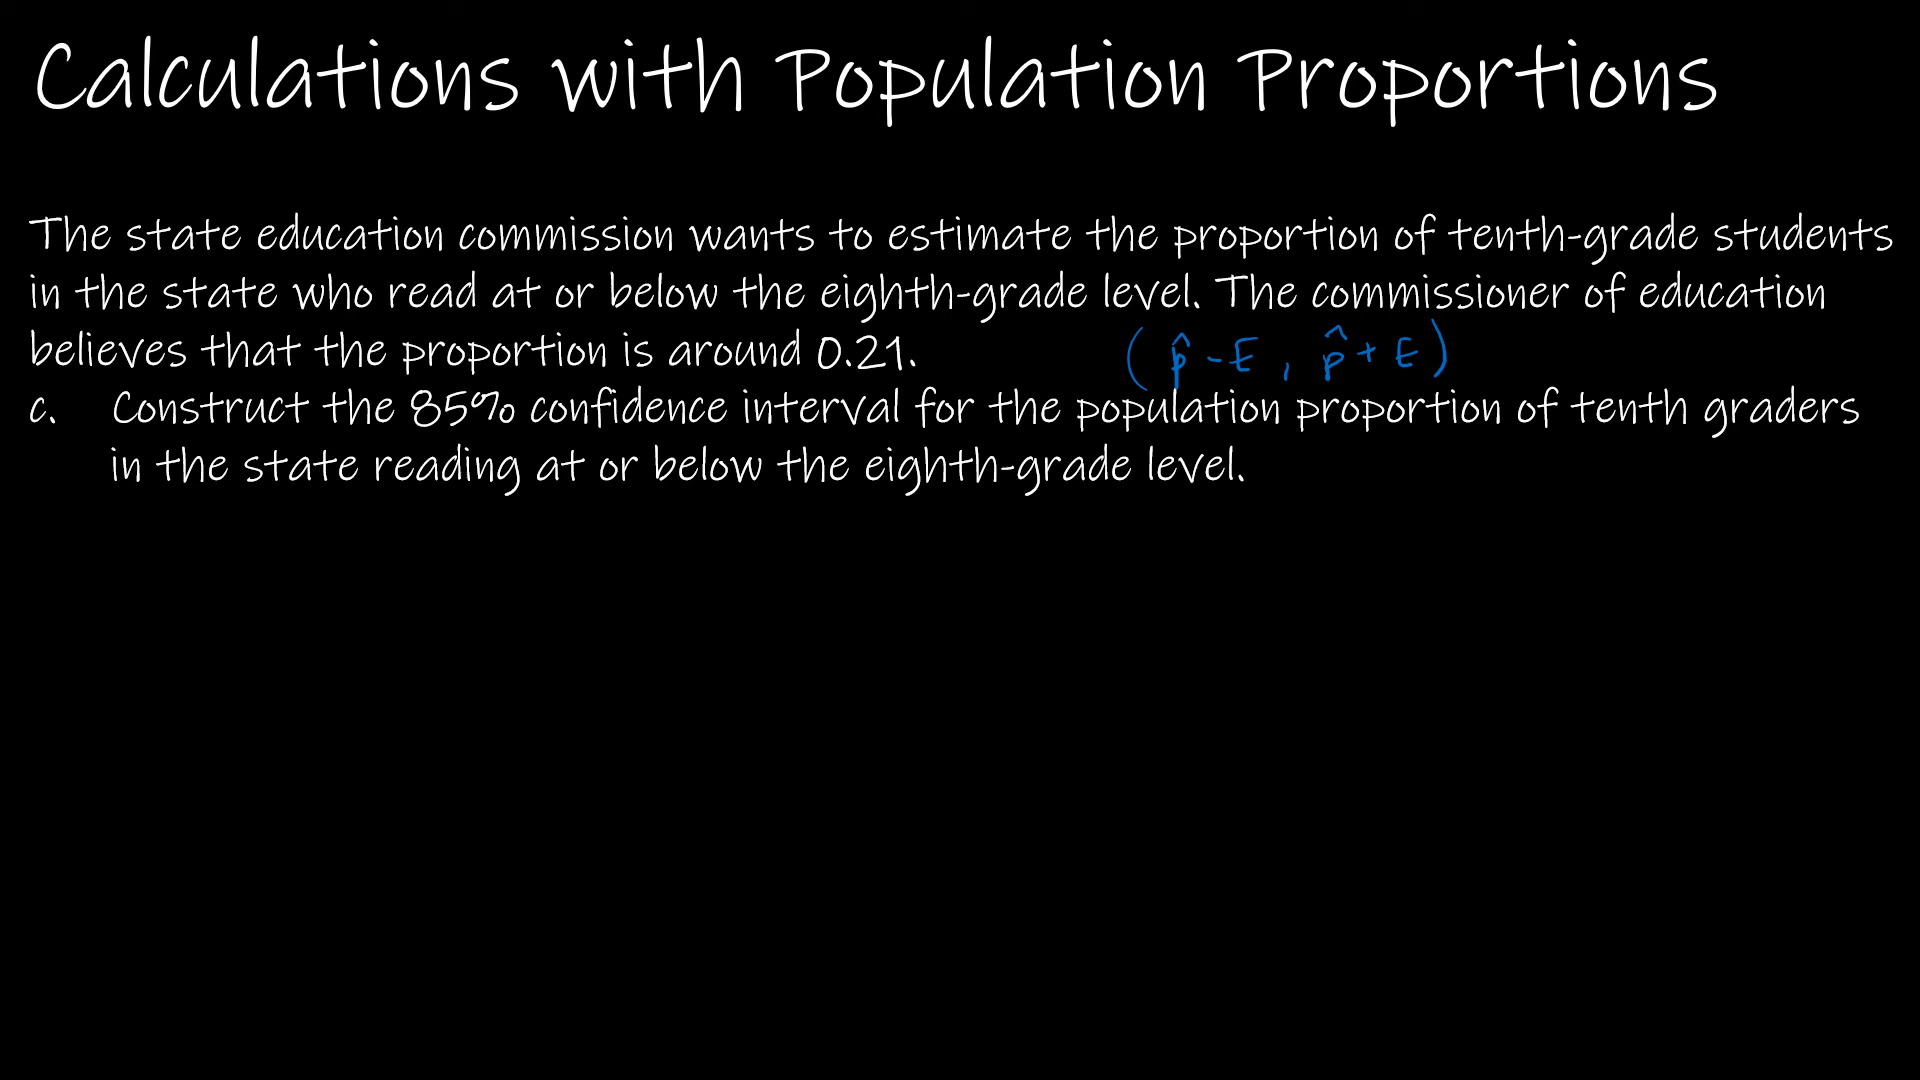 Calculations with Population Proportions
The state education commission wants to estimate the proportion of tenth-grade students
in the state who read at or below the eighth-grade level. The commissioner of education
believes that the proportion is around 0.21.
(p̂ - E, p̂ + E)
c. Construct the 85% confidence interval for the population proportion of tenth graders
in the state reading at or below the eighth-grade level.